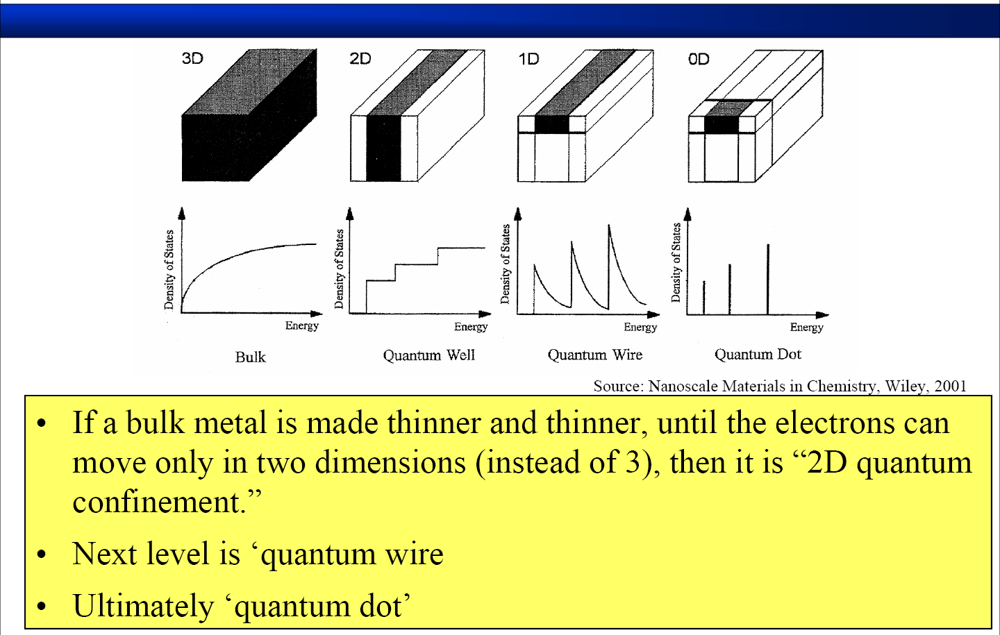 3D
2D
1D
0D
Density of States
Energy
Density of States
Energy
Density of States
Energy
Density of States
Energy
Bulk
Quantum Well
Quantum Wire
Quantum Dot
Source: Nanoscale Materials in Chemistry, Wiley, 2001
• If a bulk metal is made thinner and thinner, until the electrons can
move only in two dimensions (instead of 3), then it is “2D quantum
confinement.”
• Next level is ‘quantum wire
• Ultimately ‘quantum dot’